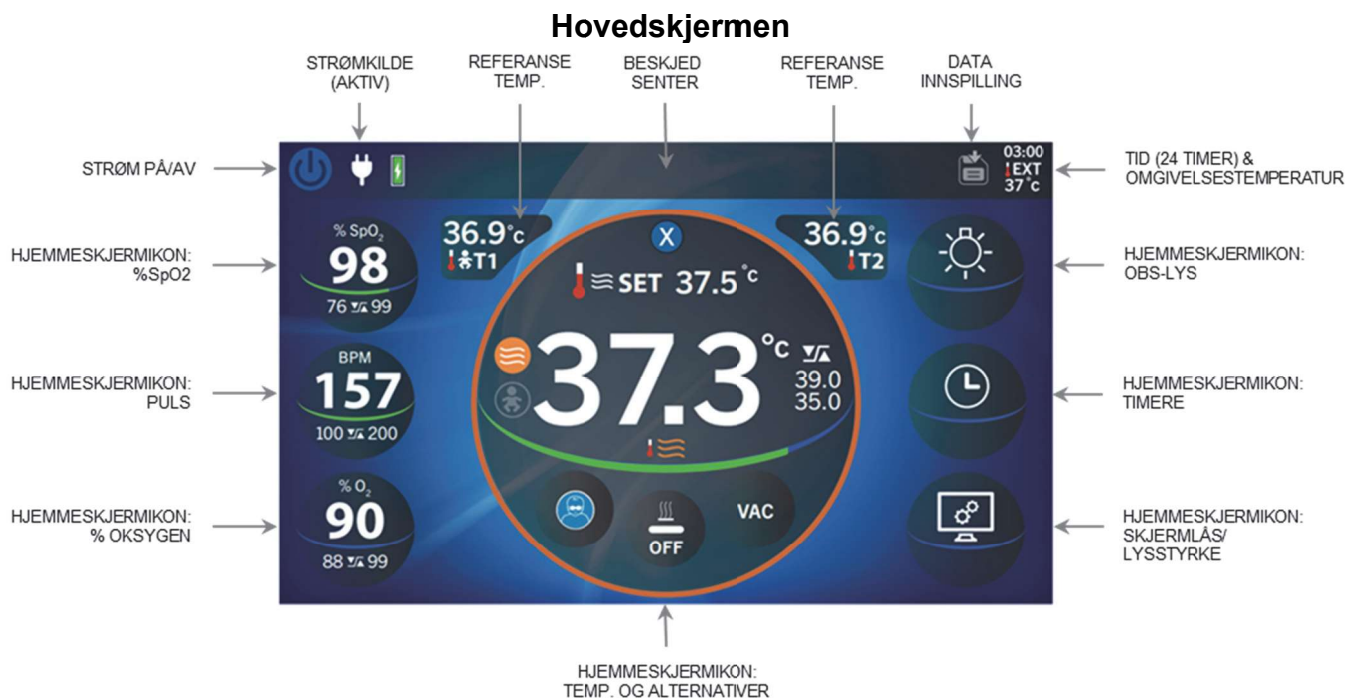 Hovedskjermen
STRØMKILDE
(AKTIV)
REFERANSE
TEMP.
BESKJED
SENTER
REFERANSE
TEMP.
DATA
INNSPILLING
STRØM PÅ/AV
03:00
EXT
37°c
TID (24 TIMER) &
OMGIVELSESTEMPERATUR
HJEMMESKJERMIKON:
%SpO2
% SpO₂
98
76 99
36.9°c
T1
X
SET 37.5°c
36.9°c
T2
HJEMMESKJERMIKON:
OBS-LYS
HJEMMESKJERMIKON:
PULS
BPM
157
100 200
37.3°c
39.0
35.0
HJEMMESKJERMIKON:
TIMERE
HJEMMESKJERMIKON:
% OKSYGEN
% O₂
90
88 99
OFF
VAC
HJEMMESKJERMIKON:
SKJERMLÅS/
LYSSTYRKE
HJEMMESKJERMIKON:
TEMP. OG ALTERNATIVER